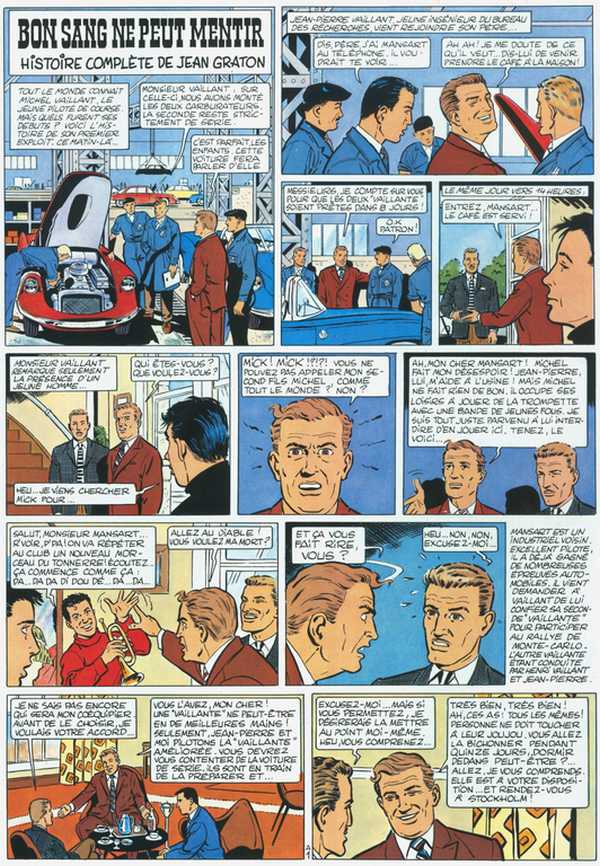 BON SANG NE PEUT MENTIR
HISTOIRE COMPLÈTE DE JEAN GRATON
TOUT LE MONDE CONNAIT
MICHEL VAILLANT, LE
JEUNE PILOTE DE COURSE.
MAIS QUELS FURENT SES
DEBUTS ? VOICI L'HIS-
TOIRE DE SON PREMIER
EXPLOIT. CE MATIN-LÀ...
MONSIEUR VAILLANT ; SUR
CELLE-CI, NOUS AVONS MONTÉ
LES DEUX CARBURATEURS.
LA SECONDE RESTE STRIC-
TEMENT DE SERIE.
C'EST PARFAIT, LES
ENFANTS. CETTE
VOITURE FERA
PARLER D'ELLE
JEAN-PIERRE VAILLANT, JEUNE INGÉNIEUR DU BUREAU
DES RECHERCHES, VIENT REJOINDRE SON PÈRE...
DIS, PÈRE, J'AI MANSART
AU TÉLÉPHONE. IL VOU-
DRAIT TE VOIR...
AH AH ! JE ME DOUTE DE CE
QU'IL VEUT... DIS-LUI DE VENIR
PRENDRE LE CAFÉ A LA MAISON !
MESSIEURS, JE COMPTE SUR VOUS
POUR QUE LES DEUX "VAILLANTE"
SOIENT PRÊTES DANS 8 JOURS !
O.K
PATRON !
LE MÊME JOUR VERS 14 HEURES :
ENTREZ, MANSART...
LE CAFÉ EST SERVI !
MONSIEUR VAILLANT
REMARQUE SEULEMENT
LA PRÉSENCE D'UN
JEUNE HOMME...
QUI ÊTES-VOUS ?
QUE VOULEZ-VOUS ?
HEU... JE VIENS CHERCHER
MICK POUR...
MICK ! MICK !?!?! VOUS NE
POUVEZ PAS APPELER MON SE-
COND FILS MICHEL, COMME
TOUT LE MONDE ? NON ?
AH, MON CHER MANSART ! MICHEL
FAIT MON DÉSESPOIR ! JEAN-PIERRE,
LUI, M'AIDE A L'USINE ! MAIS MICHEL
NE FAIT RIEN DE BON. IL OCCUPE SES
LOISIRS A JOUER DE LA TROMPETTE
AVEC UNE BANDE DE JEUNES FOUS. JE
SUIS TOUT JUSTE PARVENU A LUI INTER-
DIRE D'EN JOUER ICI. TENEZ, LE
VOICI...
SALUT, MONSIEUR MANSART...
R'VOIR, P'PA ! ON VA RÉPÉTER
AU CLUB UN NOUVEAU MOR-
CEAU DU TONNERRE ! ÉCOUTEZ..
ÇA COMMENCE COMME ÇA :
DA... DA DA DI DOU DÉ... DA... DA...
ALLEZ AU DIABLE !
VOUS VOULEZ MA MORT ?
ET ÇA VOUS
FAIT RIRE,
VOUS ?
HEU... NON, NON,
EXCUSEZ-MOI...
MANSART EST UN
INDUSTRIEL VOISIN.
EXCELLENT PILOTE,
IL A DÉJÀ GAGNÉ
DE NOMBREUSES
EPREUVES AUTO-
MOBILES. IL VIENT
DEMANDER A
VAILLANT DE LUI
CONFIER SA SECON-
DE "VAILLANTE"
POUR PARTICIPER
AU RALLYE DE
MONTE-CARLO.
L'AUTRE VAILLANTE
ÉTANT CONDUITE
PAR HENRI VAILLANT
ET JEAN-PIERRE.
JE NE SAIS PAS ENCORE
QUI SERA MON COÉQUIPIER.
AVANT DE LE CHOISIR, JE
VOULAIS VOTRE ACCORD.
VOUS L'AVEZ, MON CHER !
UNE "VAILLANTE" NE PEUT-ÊTRE
EN DE MEILLEURES MAINS !
SEULEMENT, JEAN-PIERRE ET
MOI PILOTONS LA "VAILLANTE"
AMÉLIORÉE. VOUS DEVREZ
VOUS CONTENTER DE LA VOITURE
DE SERIE. ILS SONT EN TRAIN
DE LA PRÉPARER ET...
EXCUSEZ-MOI... MAIS SI
VOUS PERMETTEZ, JE
DÉSIRERAIS LA METTRE
AU POINT MOI-MÊME.
HEU, VOUS COMPRENEZ...
TRÈS BIEN, TRÈS BIEN !
AH, CES AS ! TOUS LES MÊMES !
PERSONNE NE DOIT TOUCHER
A LEUR JOUJOU. VOUS ALLEZ
LA BICHONNER PENDANT
QUINZE JOURS, DORMIR
DEDANS PEUT-ÊTRE ?...
ALLEZ, JE VOUS COMPRENDS.
ELLE EST A VOTRE DISPOSI-
TION... ET RENDEZ-VOUS
A STOCKHOLM !